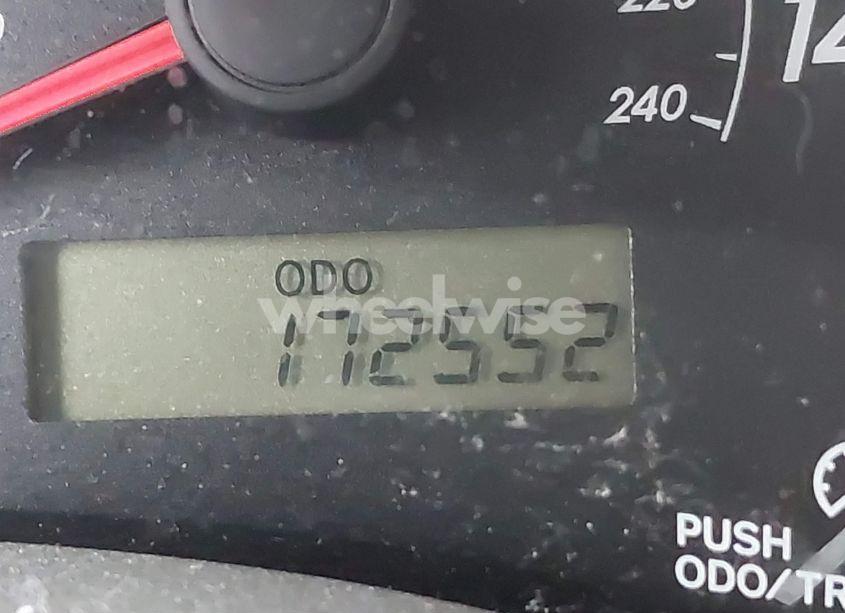 220
240
14
ODO
172552
wheelwise
PUSH
ODO/TR